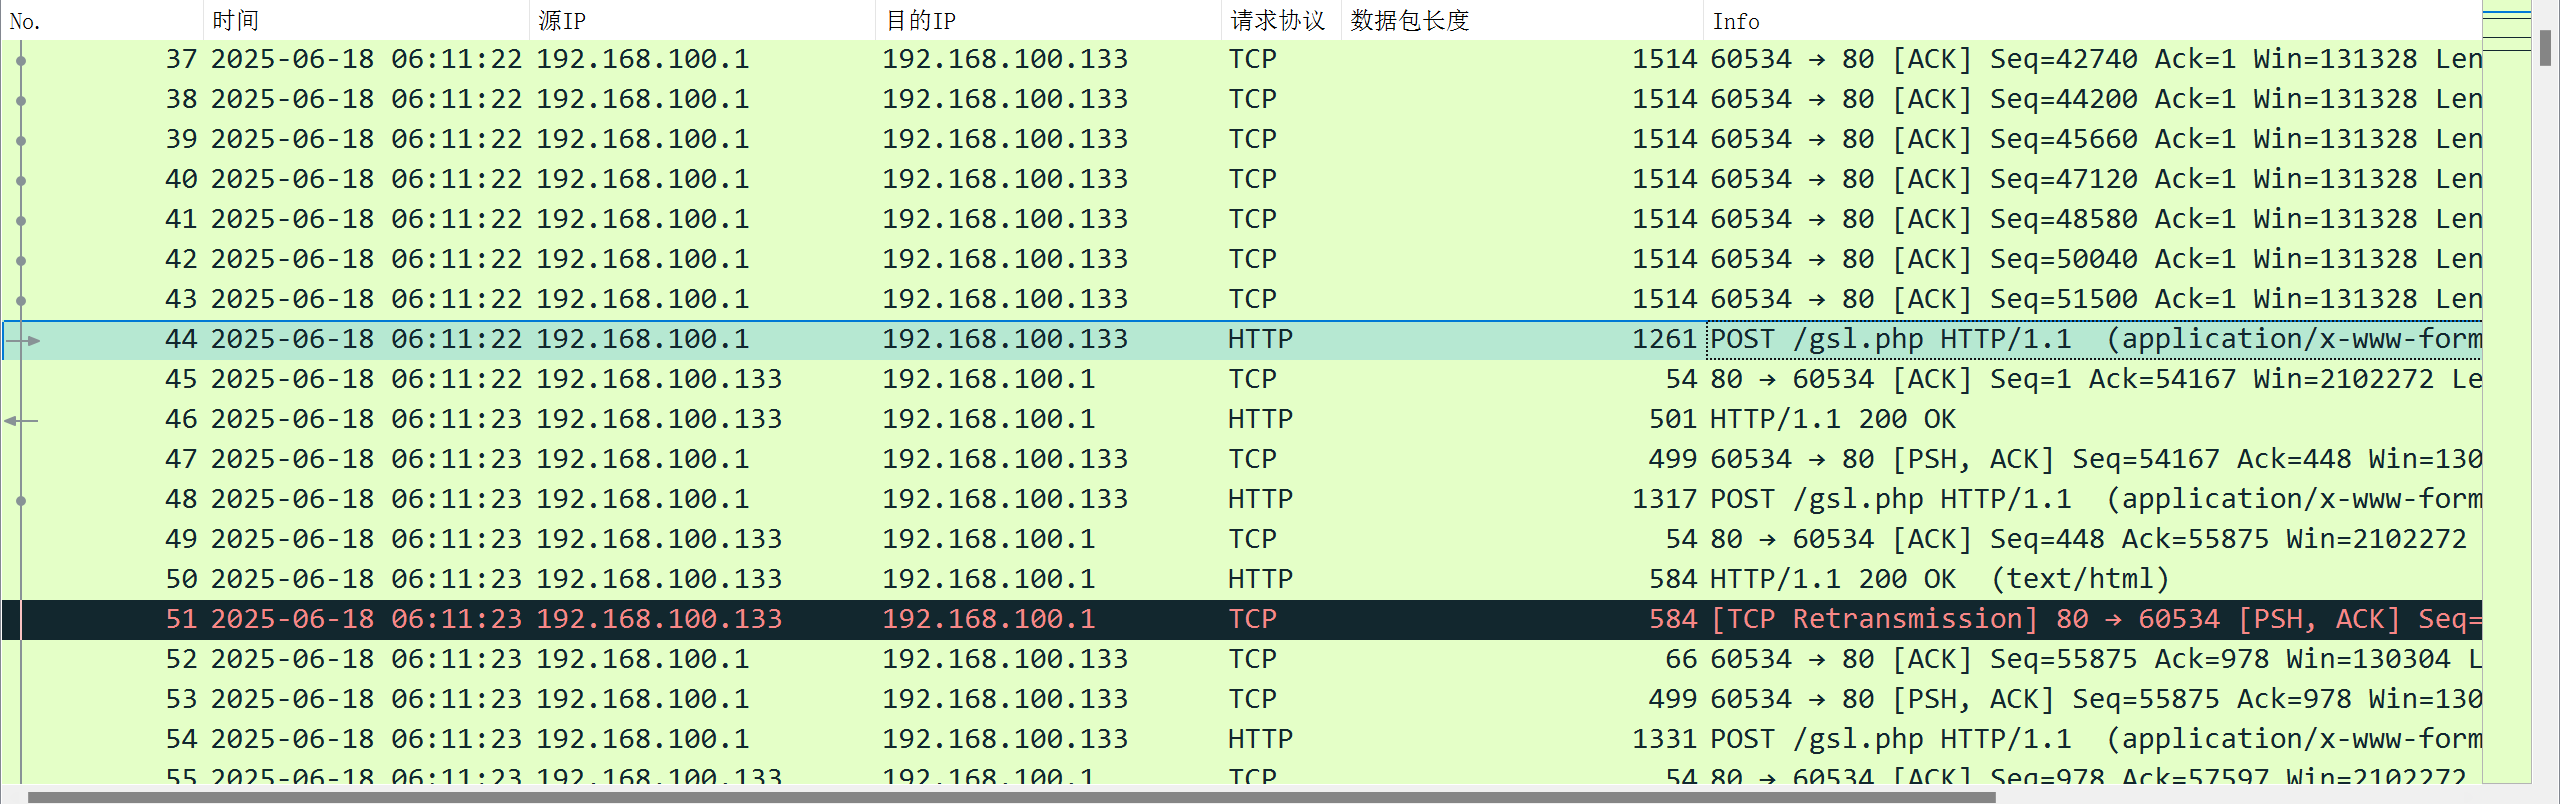 No. 时间 源IP 目的IP 请求协议 数据包长度 Info
37 2025-06-18 06:11:22 192.168.100.1 192.168.100.133 TCP 1514 60534 → 80 [ACK] Seq=42740 Ack=1 Win=131328 Len
38 2025-06-18 06:11:22 192.168.100.1 192.168.100.133 TCP 1514 60534 → 80 [ACK] Seq=44200 Ack=1 Win=131328 Len
39 2025-06-18 06:11:22 192.168.100.1 192.168.100.133 TCP 1514 60534 → 80 [ACK] Seq=45660 Ack=1 Win=131328 Len
40 2025-06-18 06:11:22 192.168.100.1 192.168.100.133 TCP 1514 60534 → 80 [ACK] Seq=47120 Ack=1 Win=131328 Len
41 2025-06-18 06:11:22 192.168.100.1 192.168.100.133 TCP 1514 60534 → 80 [ACK] Seq=48580 Ack=1 Win=131328 Len
42 2025-06-18 06:11:22 192.168.100.1 192.168.100.133 TCP 1514 60534 → 80 [ACK] Seq=50040 Ack=1 Win=131328 Len
43 2025-06-18 06:11:22 192.168.100.1 192.168.100.133 TCP 1514 60534 → 80 [ACK] Seq=51500 Ack=1 Win=131328 Len
44 2025-06-18 06:11:22 192.168.100.1 192.168.100.133 HTTP 1261 POST /gsl.php HTTP/1.1 (application/x-www-form
45 2025-06-18 06:11:22 192.168.100.133 192.168.100.1 TCP 54 80 → 60534 [ACK] Seq=1 Ack=54167 Win=2102272 Le
46 2025-06-18 06:11:23 192.168.100.133 192.168.100.1 HTTP 501 HTTP/1.1 200 OK
47 2025-06-18 06:11:23 192.168.100.1 192.168.100.133 TCP 499 60534 → 80 [PSH, ACK] Seq=54167 Ack=448 Win=130
48 2025-06-18 06:11:23 192.168.100.1 192.168.100.133 HTTP 1317 POST /gsl.php HTTP/1.1 (application/x-www-form
49 2025-06-18 06:11:23 192.168.100.133 192.168.100.1 TCP 54 80 → 60534 [ACK] Seq=448 Ack=55875 Win=2102272
50 2025-06-18 06:11:23 192.168.100.133 192.168.100.1 HTTP 584 HTTP/1.1 200 OK (text/html)
51 2025-06-18 06:11:23 192.168.100.133 192.168.100.1 TCP 584 [TCP Retransmission] 80 → 60534 [PSH, ACK] Seq=
52 2025-06-18 06:11:23 192.168.100.1 192.168.100.133 TCP 66 60534 → 80 [ACK] Seq=55875 Ack=978 Win=130304 L
53 2025-06-18 06:11:23 192.168.100.1 192.168.100.133 TCP 499 60534 → 80 [PSH, ACK] Seq=55875 Ack=978 Win=130
54 2025-06-18 06:11:23 192.168.100.1 192.168.100.133 HTTP 1331 POST /gsl.php HTTP/1.1 (application/x-www-form
55 2025-06-18 06:11:23 192.168.100.133 192.168.100.1 TCP 54 80 → 60534 [ACK] Seq=978 Ack=57597 Win=2102272